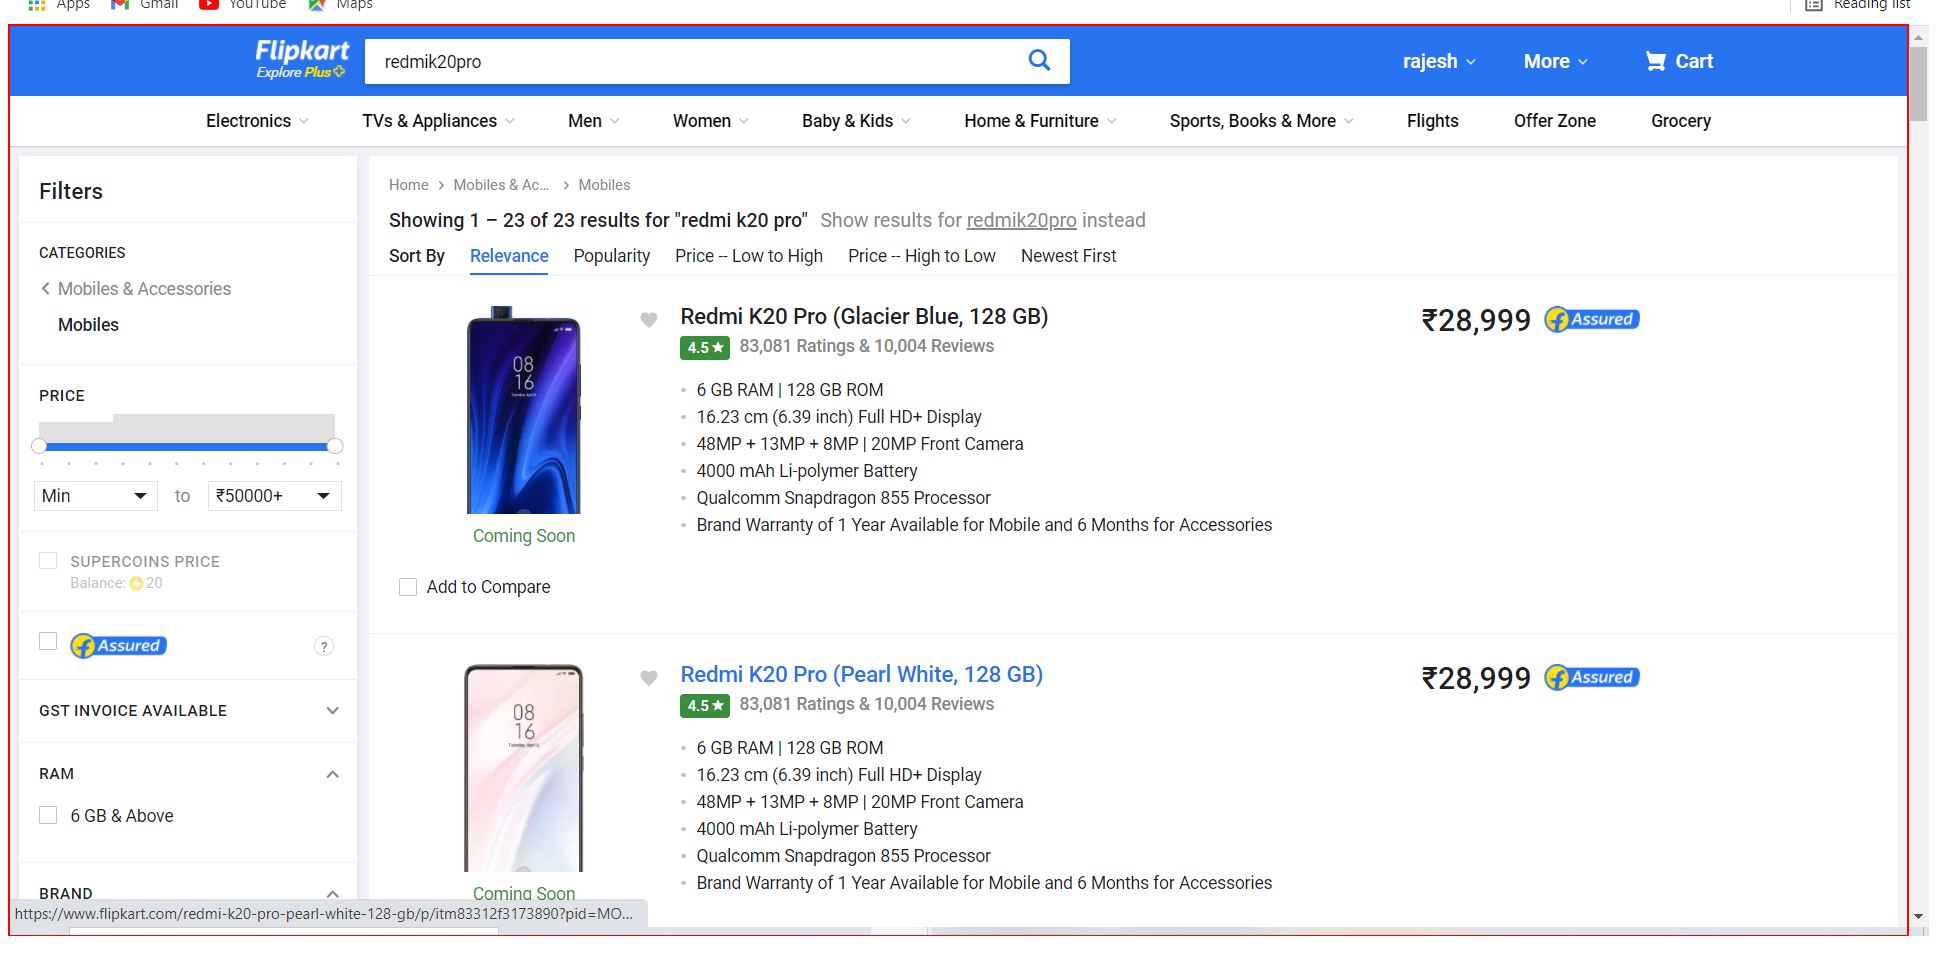 Apps Gmail YouTube Maps Reading list
Flipkart
Explore Plus
redmik20pro
rajesh More Cart
Electronics TVs & Appliances Men Women Baby & Kids Home & Furniture Sports, Books & More Flights Offer Zone Grocery
Filters
CATEGORIES
Mobiles & Accessories
Mobiles
PRICE
Min to ₹50000+
SUPERCOINS PRICE
Balance: 20
Assured ?
GST INVOICE AVAILABLE
RAM
6 GB & Above
BRAND
Home Mobiles & Ac... Mobiles
Showing 1 – 23 of 23 results for "redmi k20 pro" Show results for redmik20pro instead
Sort By Relevance Popularity Price -- Low to High Price -- High to Low Newest First
08
16
Coming Soon
Add to Compare
Redmi K20 Pro (Glacier Blue, 128 GB)
4.5★ 83,081 Ratings & 10,004 Reviews
6 GB RAM | 128 GB ROM
16.23 cm (6.39 inch) Full HD+ Display
48MP + 13MP + 8MP | 20MP Front Camera
4000 mAh Li-polymer Battery
Qualcomm Snapdragon 855 Processor
Brand Warranty of 1 Year Available for Mobile and 6 Months for Accessories
₹28,999 Assured
08
16
Coming Soon
Redmi K20 Pro (Pearl White, 128 GB)
4.5★ 83,081 Ratings & 10,004 Reviews
6 GB RAM | 128 GB ROM
16.23 cm (6.39 inch) Full HD+ Display
48MP + 13MP + 8MP | 20MP Front Camera
4000 mAh Li-polymer Battery
Qualcomm Snapdragon 855 Processor
Brand Warranty of 1 Year Available for Mobile and 6 Months for Accessories
₹28,999 Assured
https://www.flipkart.com/redmi-k20-pro-pearl-white-128-gb/p/itm83312f3173890?pid=MO...